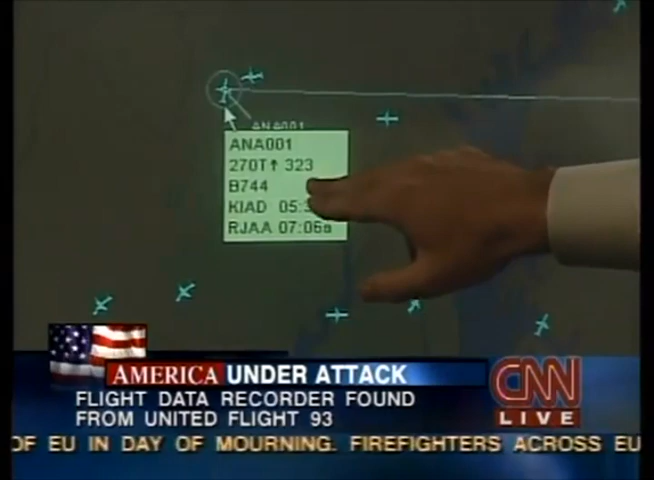 ANA001
ANA001
270T↑ 323
B744
KIAD 05:3
RJAA 07:06a
AMERICA UNDER ATTACK
FLIGHT DATA RECORDER FOUND
FROM UNITED FLIGHT 93
CNN
LIVE
OF EU IN DAY OF MOURNING. FIREFIGHTERS ACROSS EU